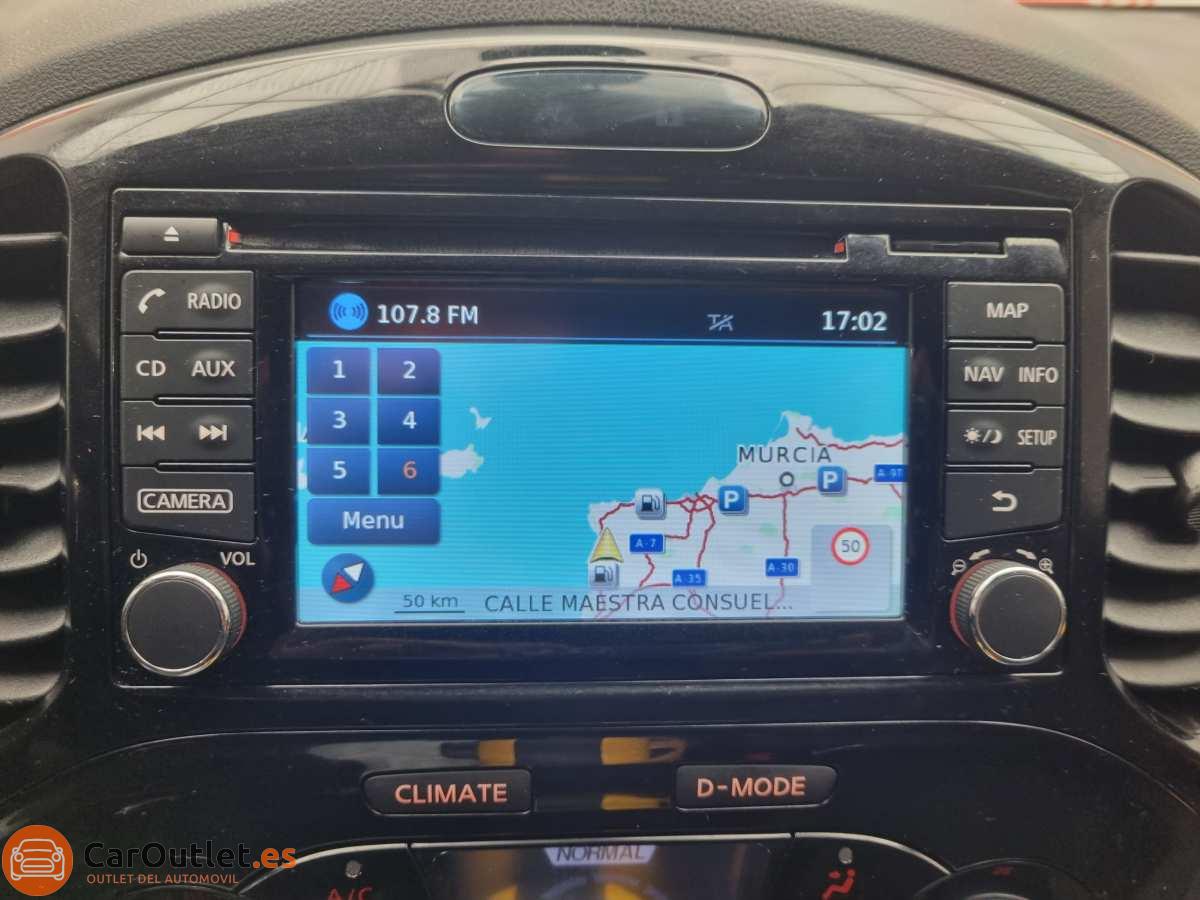 RADIO
CD AUX
CAMERA
VOL
107.8 FM
TA
17:02
1 2
3 4
5 6
Menu
MURCIA
P
P
A-7
A-35
A-30
50
50 km
CALLE MAESTRA CONSUEL...
MAP
NAV INFO
SETUP
CLIMATE
D-MODE
NORMAL
A/C
CarOutlet.es
OUTLET DEL AUTOMOVIL